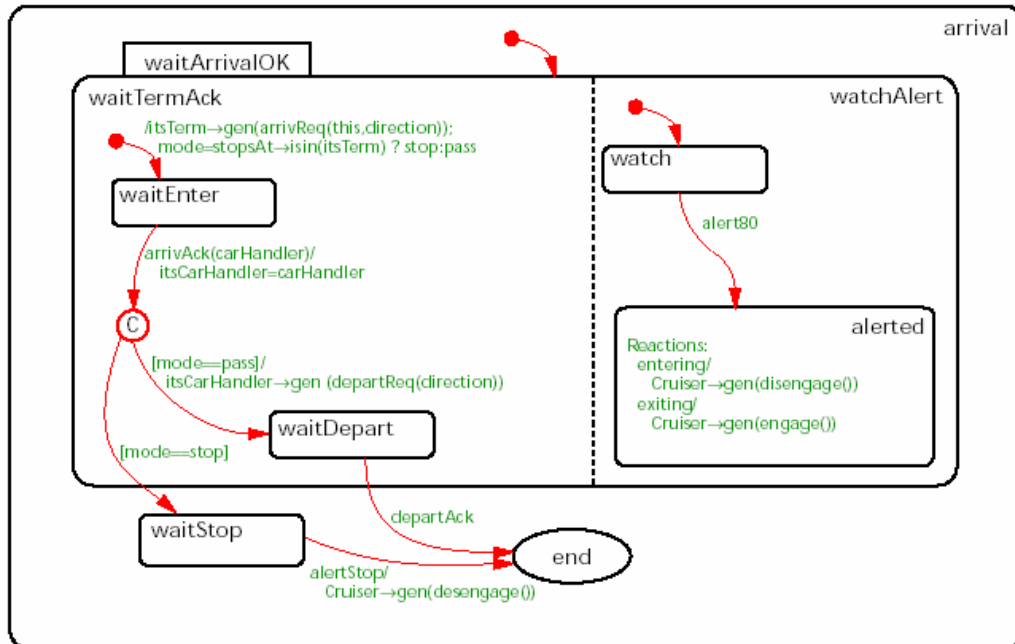 arrival
waitArrivalOK
waitTermAck
watchAlert
/itsTerm→gen(arrivReq(this,direction));
mode=stopsAt→isin(itsTerm) ? stop:pass
waitEnter
watch
arrivAck(carHandler)/
itsCarHandler=carHandler
alert80
C
alerted
Reactions:
entering/
Cruiser→gen(disengage())
exiting/
Cruiser→gen(engage())
[mode==pass]/
itsCarHandler→gen (departReq(direction))
waitDepart
[mode==stop]
waitStop
departAck
end
alertStop/
Cruiser→gen(desengage())